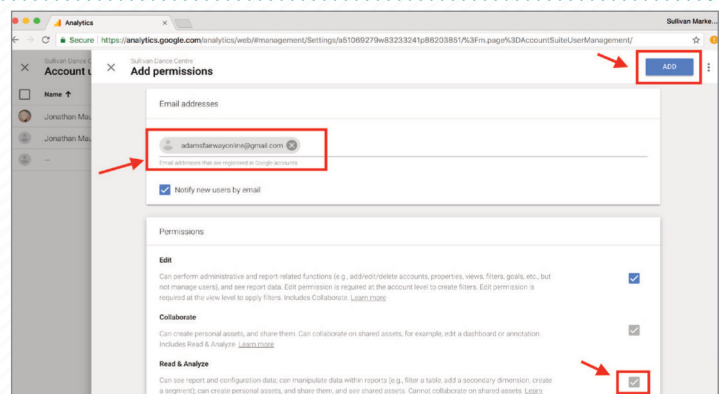 Analytics
Sullivan Marke...
Secure https://analytics.google.com/analytics/web/#management/Settings/a51069279w83233241p86203851/%3Fm.page%3DAccountSuiteUserManagement/
Sullivan Dance C
Account u
Sullivan Dance Centre
Add permissions
ADD
Name
Jonathan Mau
Jonathan Mau
--
Email addresses
adamsfaerwayonline@gmail.com
Email addresses that are registered in Google accounts
Notify new users by email
Permissions
Edit
Can perform administrative and report related functions (e.g., add/edit/delete accounts, properties, views, filters, goals, etc., but
not manage users), and see report data. Edit permission is required at the account level to create filters. Edit permission is
required at the view level to apply filters. Includes Collaborate. Learn more
Collaborate
Can create personal assets, and share them. Can collaborate on shared assets, for example, edit a dashboard or annotation.
Includes Read & Analyze. Learn more
Read & Analyze
Can see report and configuration data; can manipulate data within reports (e.g., filter a table, add a secondary dimension, create
a segment); can create personal assets, and share them, and see shared assets. Cannot collaborate on shared assets. Learn